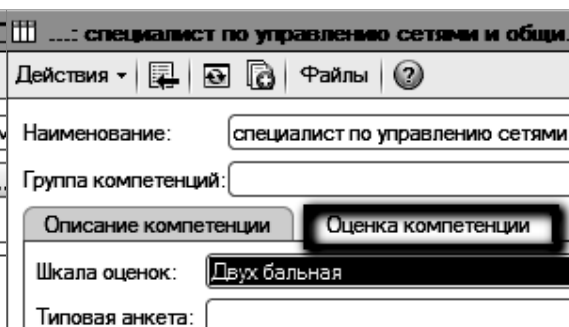 ...: специалист по управлению сетями и общи.
Действия Файлы ?
Наименование: специалист по управлению сетями
Группа компетенций:
Описание компетенции Оценка компетенции
Шкала оценок: Двух бальная
Типовая анкета: